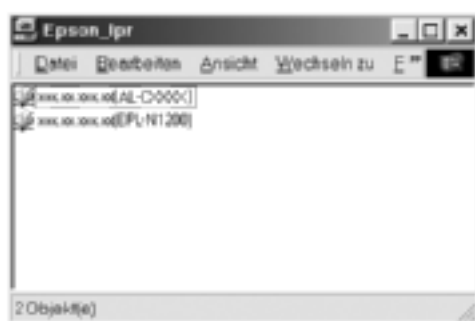 Epson_lpr
Datei Bearbeiten Ansicht Wechseln zu F »
xxx.xx.xxx.xx(AL-CXXXX)
xxx.xx.xxx.xx(EPL-N1200)
2 Objekt(e)